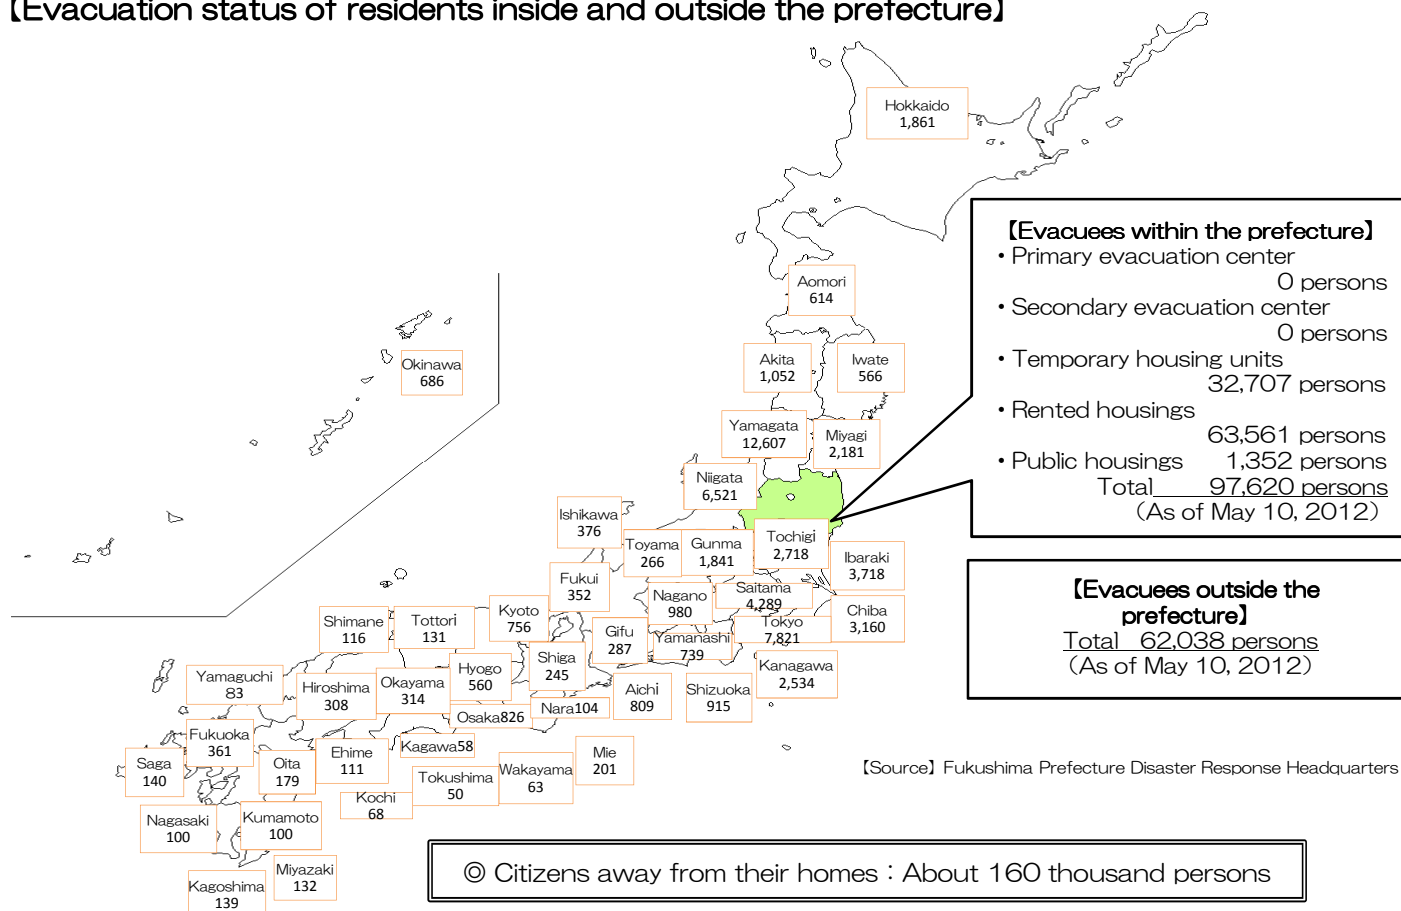 【Evacuation status of residents inside and outside the prefecture】
Hokkaido
1,861
【Evacuees within the prefecture】
・Primary evacuation center
0 persons
・Secondary evacuation center
0 persons
・Temporary housing units
32,707 persons
・Rented housings
63,561 persons
・Public housings 1,352 persons
Total 97,620 persons
(As of May 10, 2012)
Aomori
614
Okinawa
686
Akita
1,052
Iwate
566
Yamagata
12,607
Miyagi
2,181
Niigata
6,521
Ishikawa
376
Toyama
266
Gunma
1,841
Tochigi
2,718
Ibaraki
3,718
Fukui
352
Nagano
980
Saitama
4,289
Chiba
3,160
【Evacuees outside the
prefecture】
Total 62,038 persons
(As of May 10, 2012)
Shimane
116
Tottori
131
Kyoto
756
Gifu
287
Yamanashi
739
Tokyo
7,821
Kanagawa
2,534
Yamaguchi
83
Hiroshima
308
Okayama
314
Hyogo
560
Shiga
245
Aichi
809
Shizuoka
915
Osaka826
Nara104
Fukuoka
361
Saga
140
Oita
179
Ehime
111
Kagawa58
Tokushima
50
Wakayama
63
Mie
201
【Source】Fukushima Prefecture Disaster Response Headquarters
Kochi
68
Nagasaki
100
Kumamoto
100
Miyazaki
132
Kagoshima
139
◎ Citizens away from their homes：About 160 thousand persons